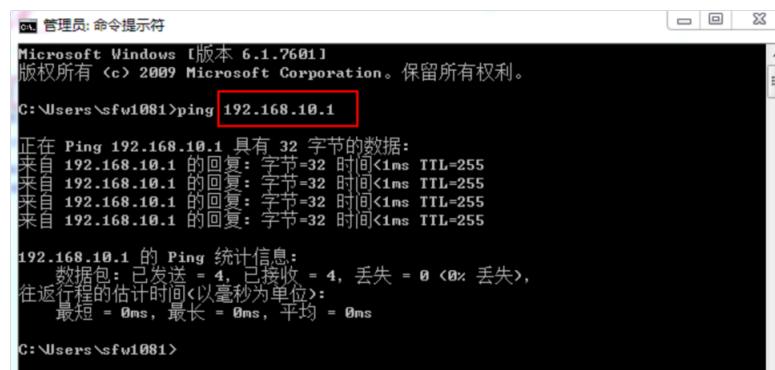 管理员: 命令提示符
Microsoft Windows [版本 6.1.7601]
版权所有 (c) 2009 Microsoft Corporation。保留所有权利。
C:\Users\sfw1081>ping 192.168.10.1
正在 Ping 192.168.10.1 具有 32 字节的数据:
来自 192.168.10.1 的回复: 字节=32 时间<1ms TTL=255
来自 192.168.10.1 的回复: 字节=32 时间<1ms TTL=255
来自 192.168.10.1 的回复: 字节=32 时间<1ms TTL=255
来自 192.168.10.1 的回复: 字节=32 时间<1ms TTL=255
192.168.10.1 的 Ping 统计信息:
数据包: 已发送 = 4，已接收 = 4，丢失 = 0 (0% 丢失)，
往返行程的估计时间(以毫秒为单位):
最短 = 0ms，最长 = 0ms，平均 = 0ms
C:\Users\sfw1081>